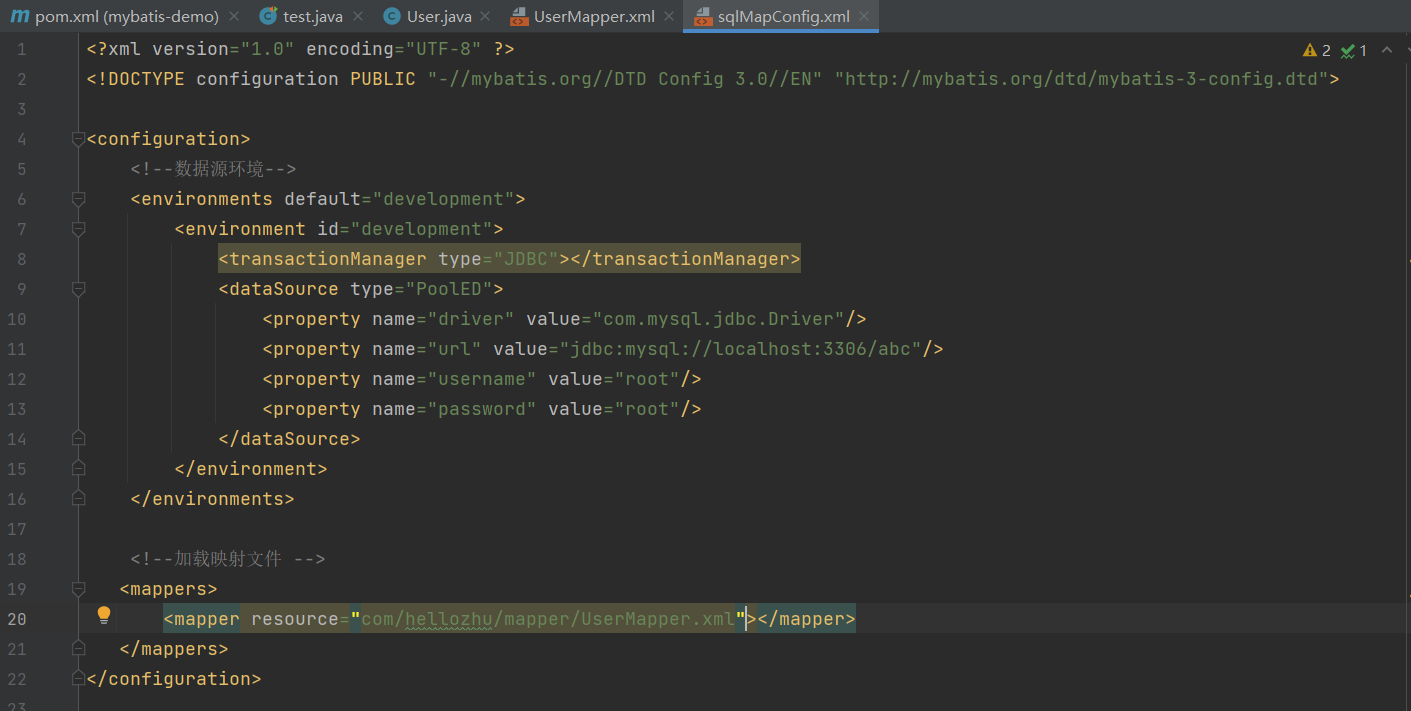 pom.xml (mybatis-demo) test.java User.java UserMapper.xml sqlMapConfig.xml
1 <?xml version="1.0" encoding="UTF-8" ?> 2 1
2 <!DOCTYPE configuration PUBLIC "-//mybatis.org//DTD Config 3.0//EN" "http://mybatis.org/dtd/mybatis-3-config.dtd">
3
4 <configuration>
5 <!--数据源环境-->
6 <environments default="development">
7 <environment id="development">
8 <transactionManager type="JDBC"></transactionManager>
9 <dataSource type="PoolED">
10 <property name="driver" value="com.mysql.jdbc.Driver"/>
11 <property name="url" value="jdbc:mysql://localhost:3306/abc"/>
12 <property name="username" value="root"/>
13 <property name="password" value="root"/>
14 </dataSource>
15 </environment>
16 </environments>
17
18 <!--加载映射文件 -->
19 <mappers>
20 <mapper resource="com/hellozhu/mapper/UserMapper.xml"></mapper>
21 </mappers>
22 </configuration>
23